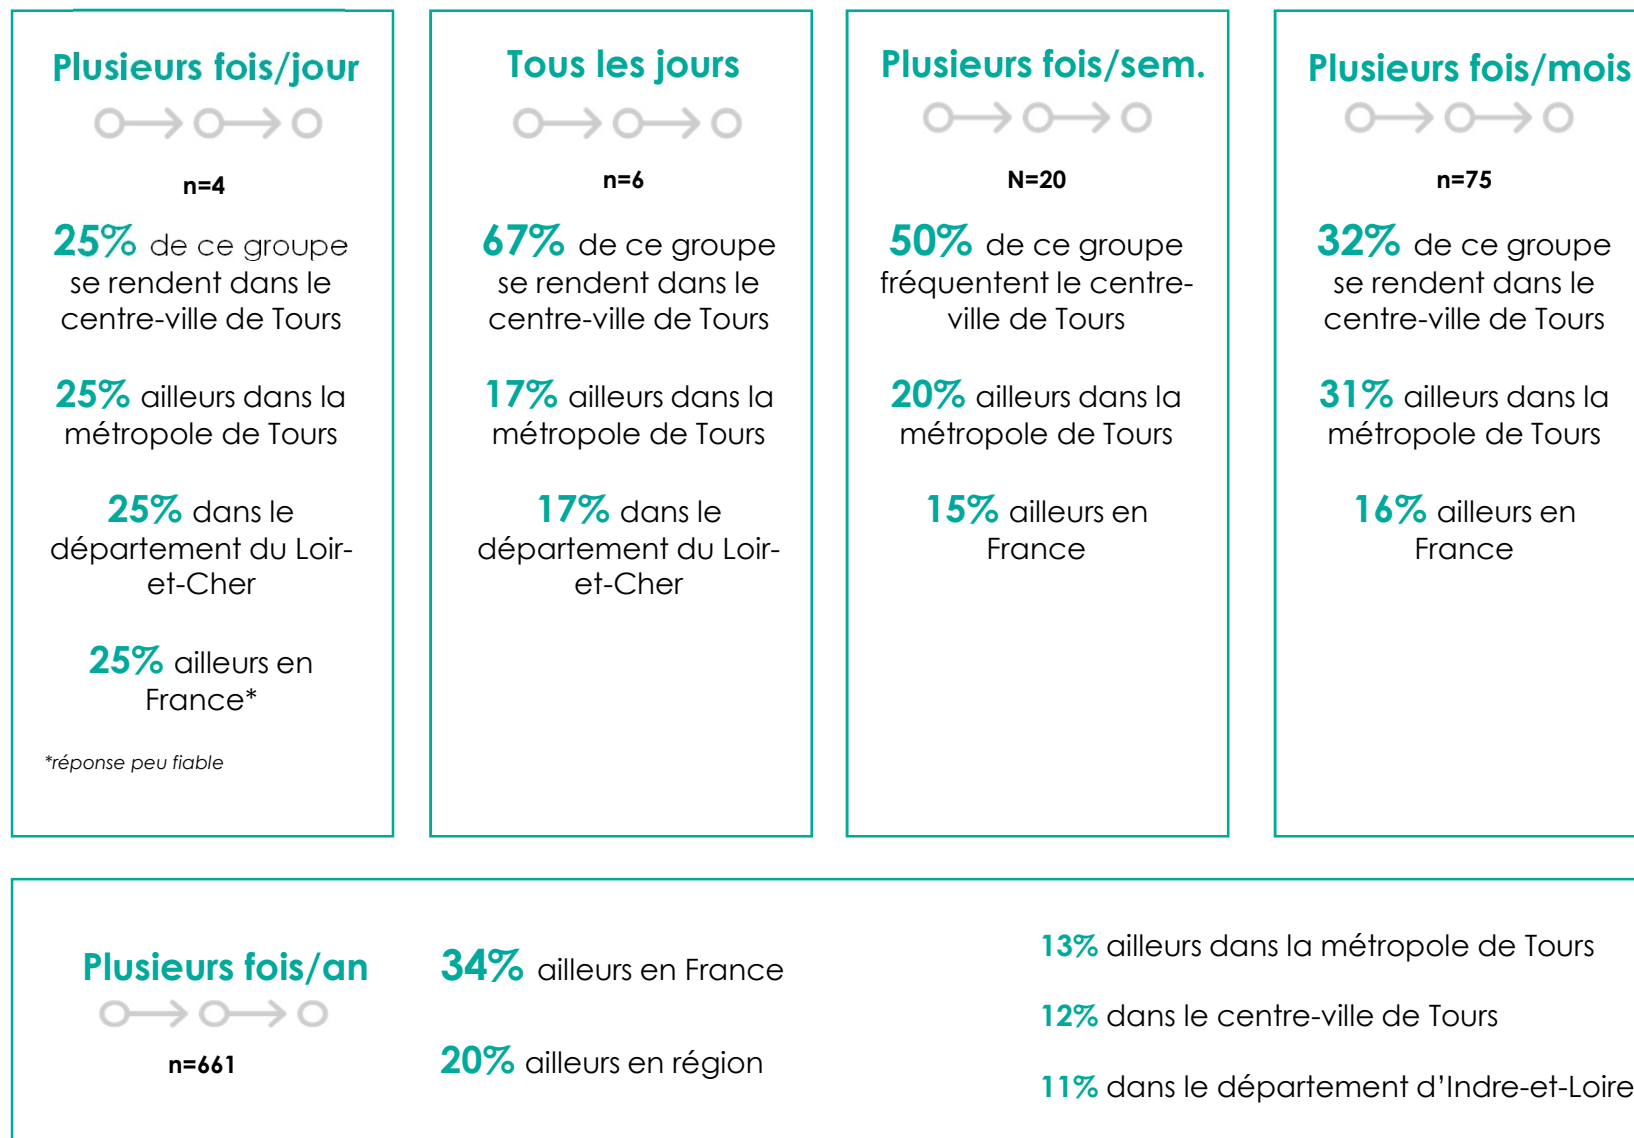 Plusieurs fois/jour
n=4
25% de ce groupe
se rendent dans le
centre-ville de Tours
25% ailleurs dans la
métropole de Tours
25% dans le
département du Loir-
et-Cher
25% ailleurs en
France*
*réponse peu fiable
Tous les jours
n=6
67% de ce groupe
se rendent dans le
centre-ville de Tours
17% ailleurs dans la
métropole de Tours
17% dans le
département du Loir-
et-Cher
Plusieurs fois/sem.
N=20
50% de ce groupe
fréquentent le centre-
ville de Tours
20% ailleurs dans la
métropole de Tours
15% ailleurs en
France
Plusieurs fois/mois
n=75
32% de ce groupe
se rendent dans le
centre-ville de Tours
31% ailleurs dans la
métropole de Tours
16% ailleurs en
France
Plusieurs fois/an
n=661
34% ailleurs en France
20% ailleurs en région
13% ailleurs dans la métropole de Tours
12% dans le centre-ville de Tours
11% dans le département d’Indre-et-Loire